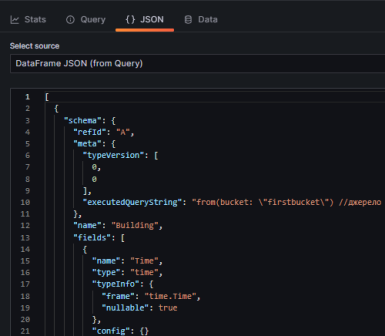 Stats Query {} JSON Data
Select source
DataFrame JSON (from Query)
1 [
2 {
3 "schema": {
4 "refId": "A",
5 "meta": {
6 "typeVersion": [
7 0,
8 0
9 ],
10 "executedQueryString": "from(bucket: \"firstbucket\") //джерело
11 },
12 "name": "Building",
13 "fields": [
14 {
15 "name": "Time",
16 "type": "time",
17 "typeInfo": {
18 "frame": "time.Time",
19 "nullable": true
20 },
21 "config": {}